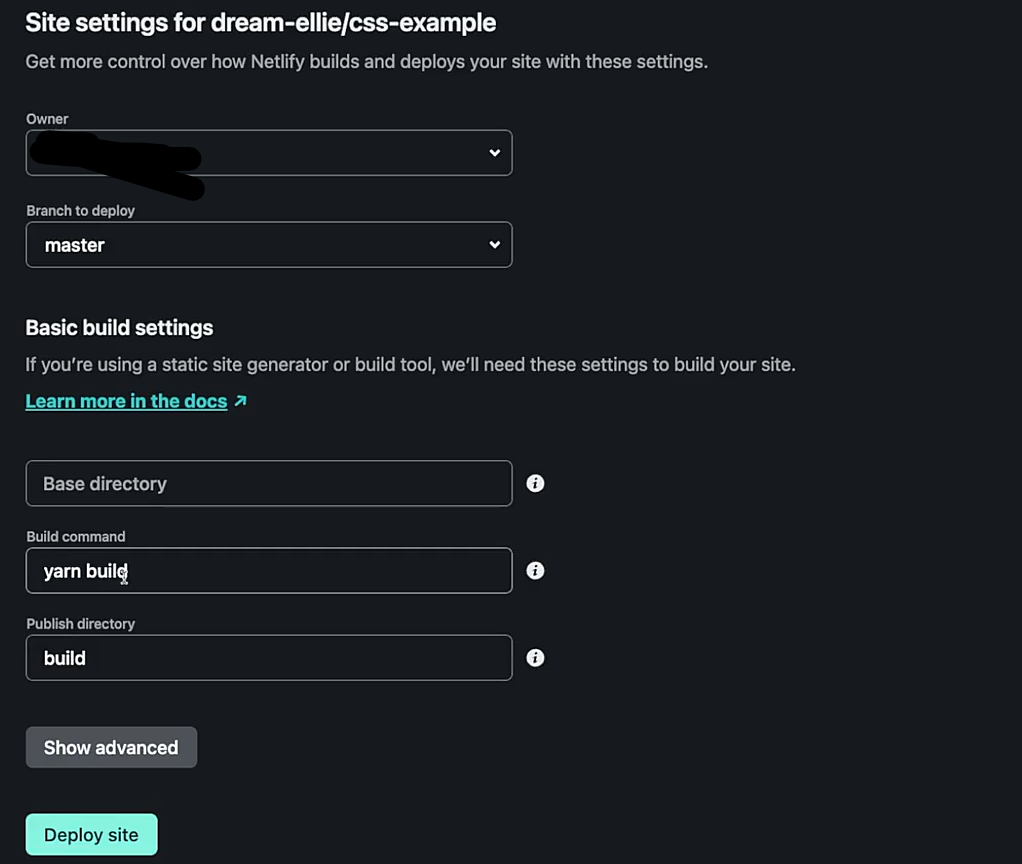 Site settings for dream-ellie/css-example
Get more control over how Netlify builds and deploys your site with these settings.
Owner
Branch to deploy
master
Basic build settings
If you’re using a static site generator or build tool, we’ll need these settings to build your site.
Learn more in the docs ↗
Base directory
Build command
yarn build
Publish directory
build
Show advanced
Deploy site